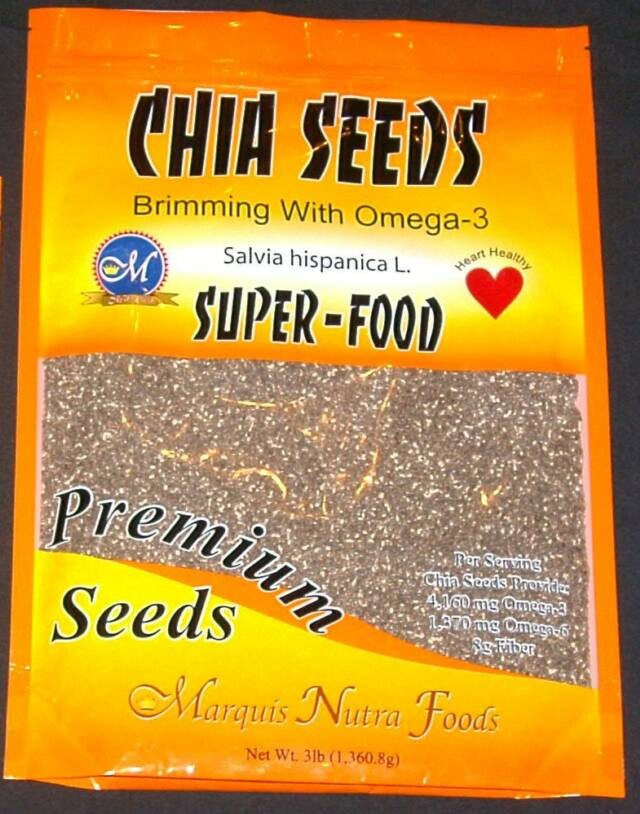 CHIA SEEDS
Brimming With Omega-3
Salvia hispanica L.
Heart Healthy
M
SUPER-FOOD
Premium
Seeds
Per Serving
Chia Seeds Provide:
4,160 mg Omega-3
1,370 mg Omega-6
8g Fiber
Marquis Nutra Foods
Net Wt. 3lb (1,360.8g)